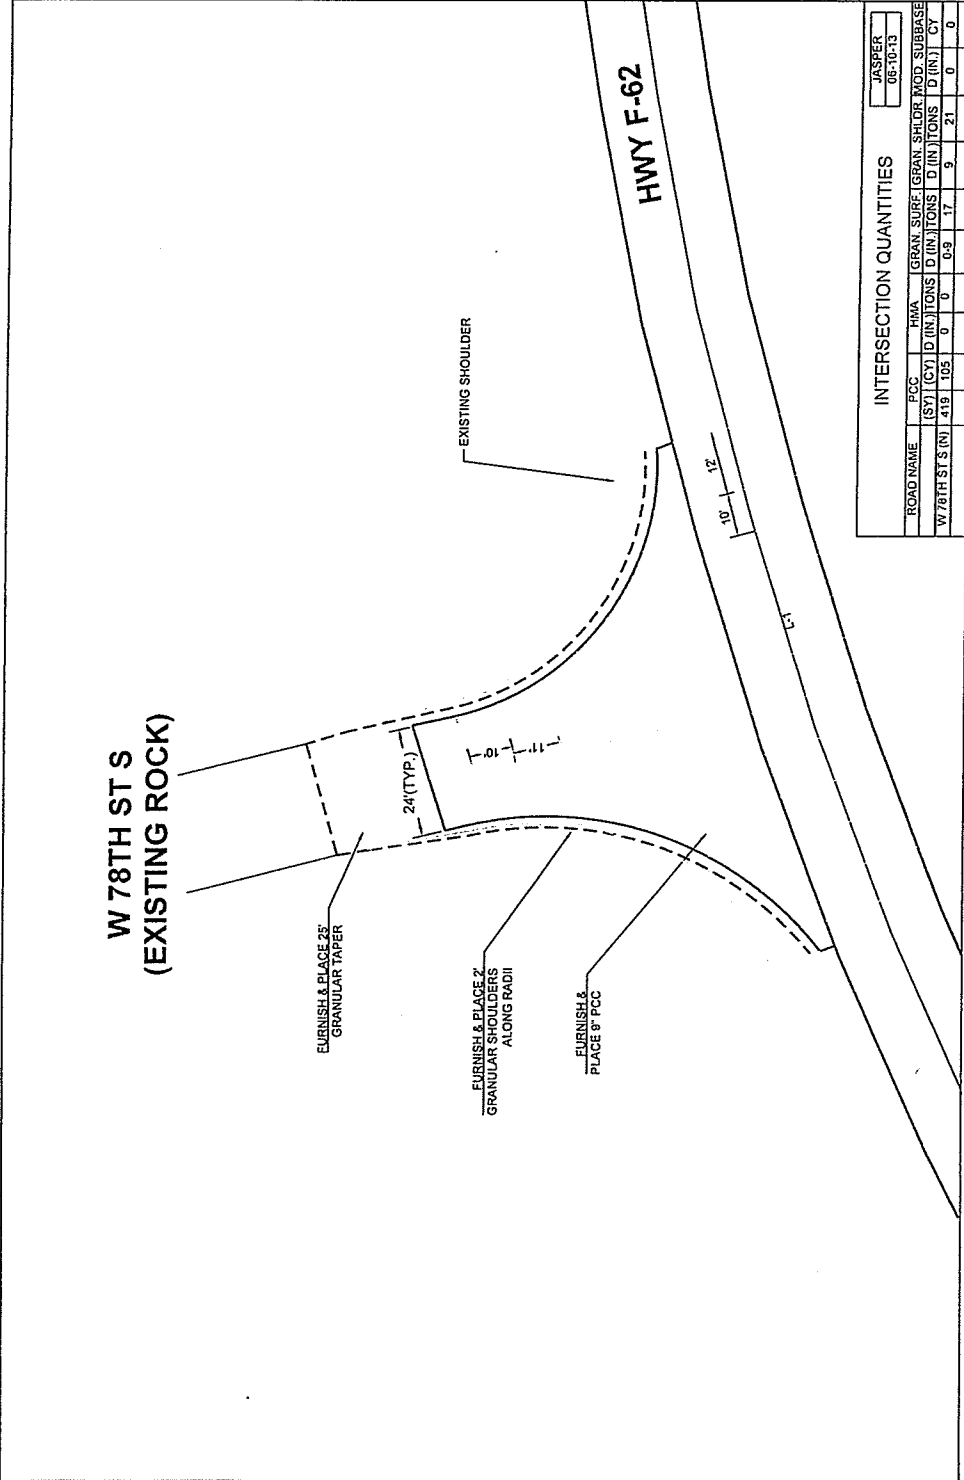 W 78TH ST S
(EXISTING ROCK)
FURNISH & PLACE 25'
GRANULAR TAPER
24'(TYP.)
EXISTING SHOULDER
HWY F-62
FURNISH & PLACE 2'
GRANULAR SHOULDERS
ALONG RADII
10'
11'
FURNISH &
PLACE 9" PCC
10'
12'
L-1
JASPER
06-10-13
INTERSECTION QUANTITIES
ROAD NAME PCC HMA GRAN. SURF. GRAN. SHLDR. MOD. SUBBASE
(SY) (CY) D (IN.) TONS D (IN.) TONS D (IN.) TONS D (IN.) CY
W 78TH ST S (N) 419 105 0 0 0-9 17 9 21 0 0